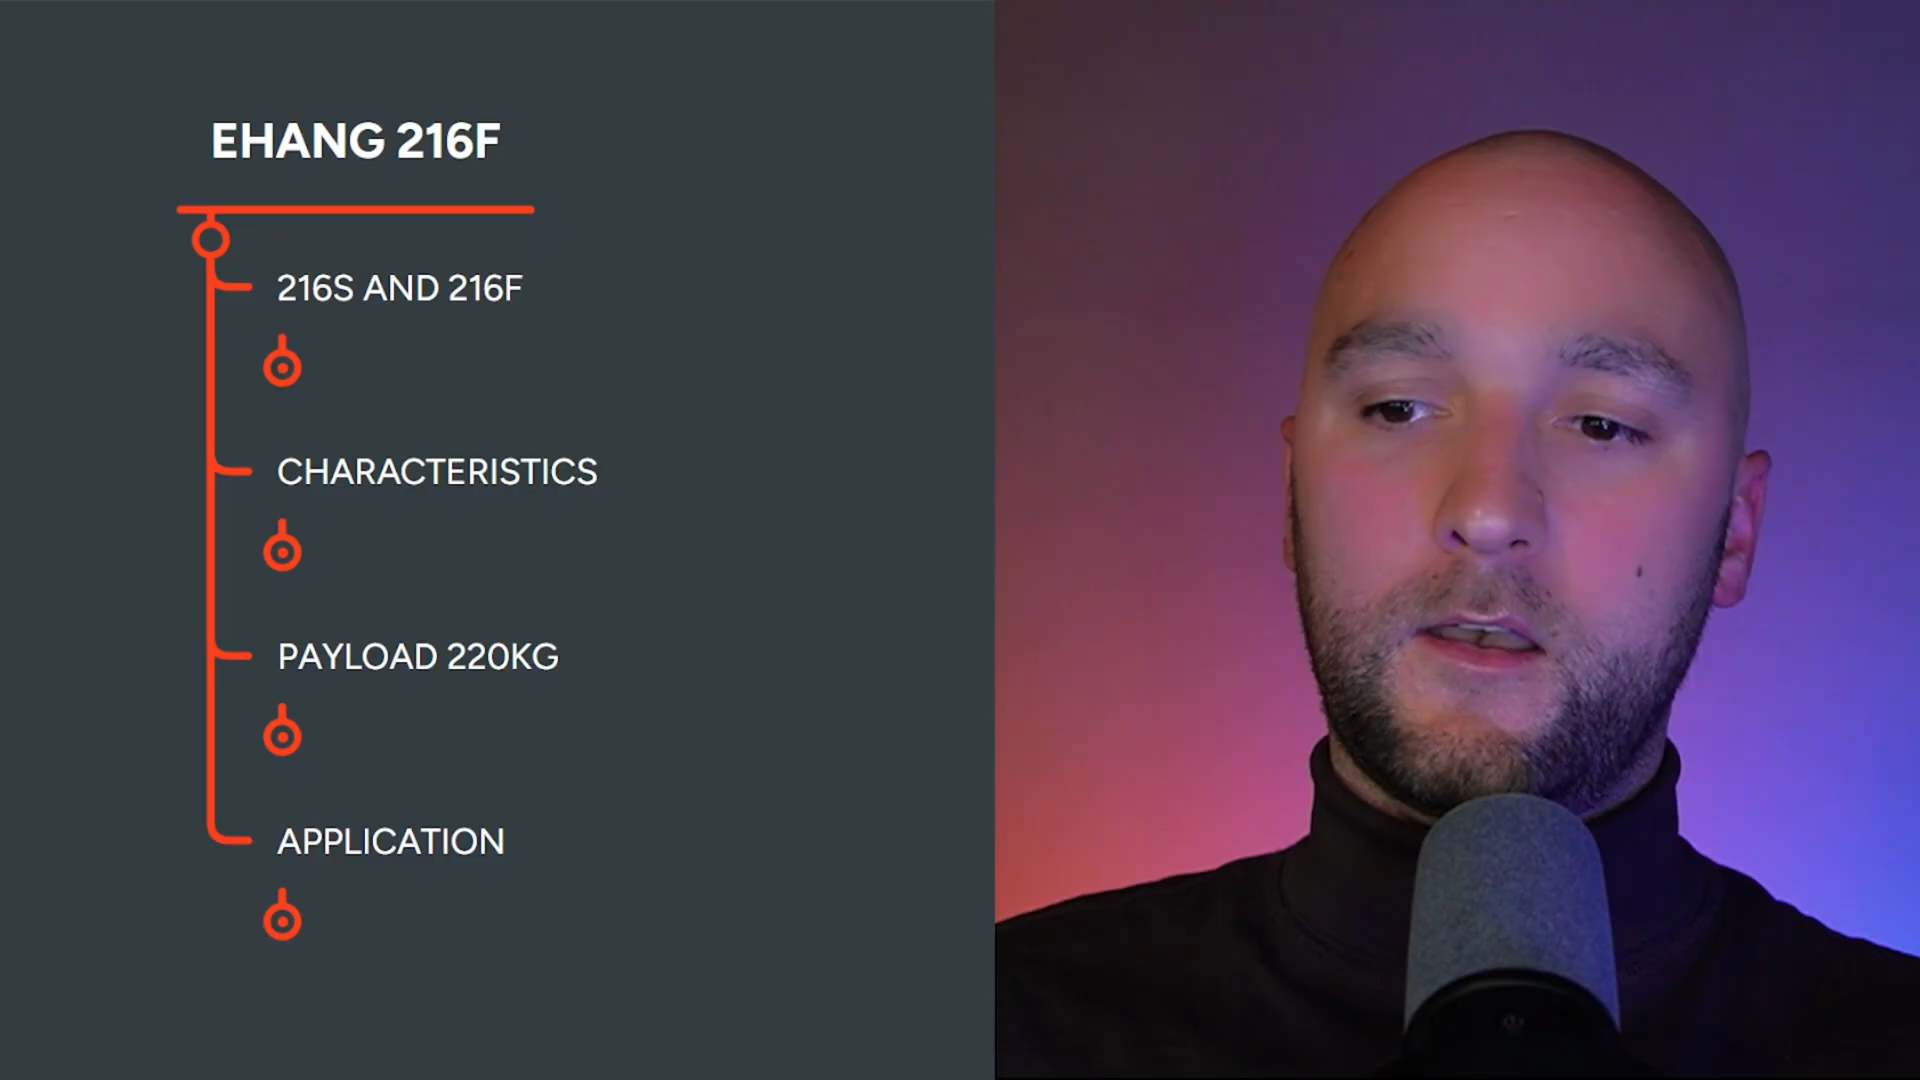 EHANG 216F
216S AND 216F
CHARACTERISTICS
PAYLOAD 220KG
APPLICATION